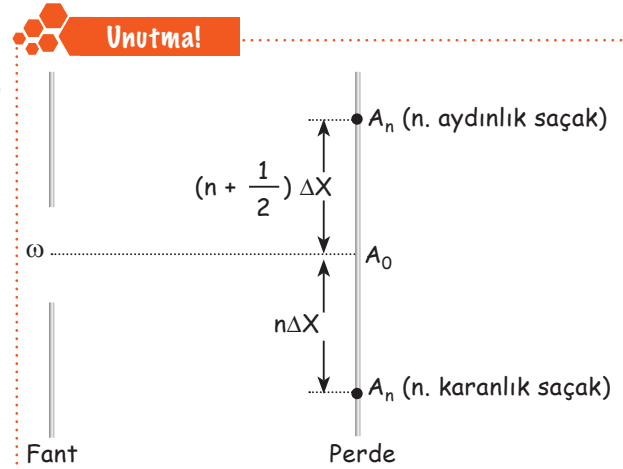 Unutma!
Aₙ (n. aydınlık saçak)
(n + 1/2) ΔX
ω
A₀
nΔX
Aₙ (n. karanlık saçak)
Fant
Perde